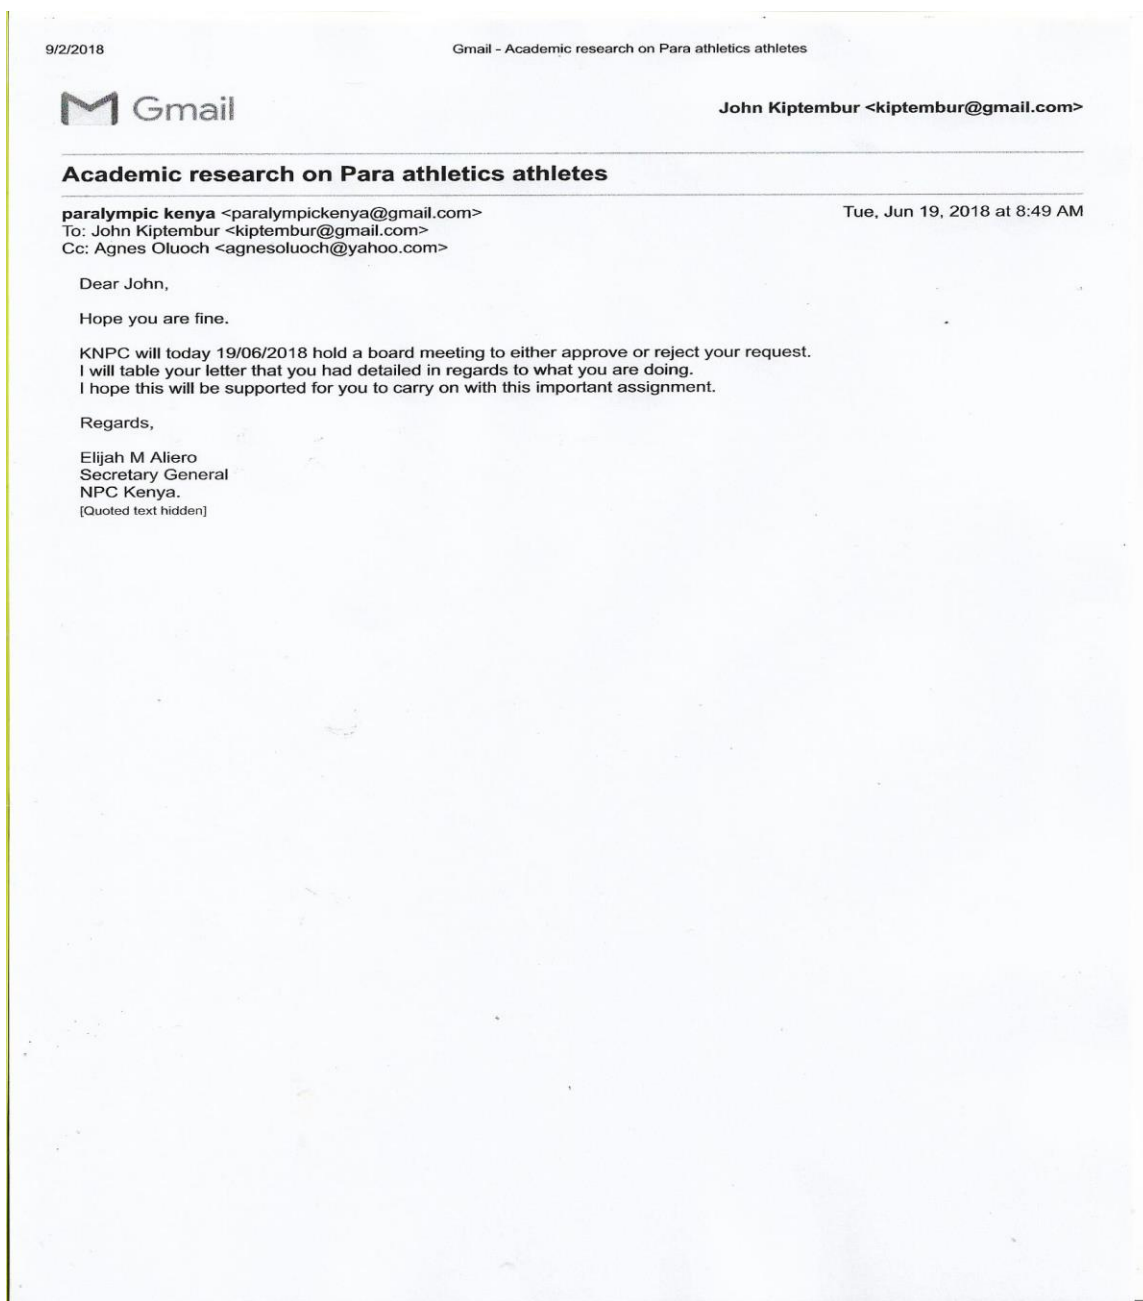 9/2/2018 Gmail - Academic research on Para athletics athletes
Gmail John Kiptembur <kiptembur@gmail.com>
Academic research on Para athletics athletes
paralympic kenya <paralympickenya@gmail.com> Tue, Jun 19, 2018 at 8:49 AM
To: John Kiptembur <kiptembur@gmail.com>
Cc: Agnes Oluoch <agnesoluoch@yahoo.com>
Dear John,
Hope you are fine.
KNPC will today 19/06/2018 hold a board meeting to either approve or reject your request.
I will table your letter that you had detailed in regards to what you are doing.
I hope this will be supported for you to carry on with this important assignment.
Regards,
Elijah M Aliero
Secretary General
NPC Kenya.
[Quoted text hidden]